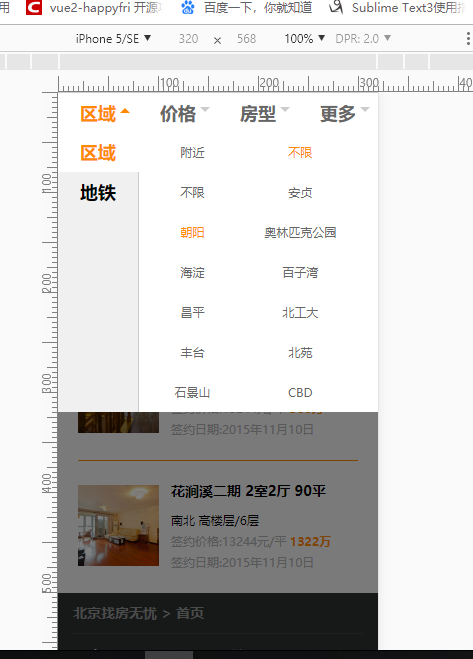 用 vue2-happyfri 开源项 百度一下，你就知道 Sublime Text3使用指
iPhone 5/SE ▼ 320 × 568 100% ▼ DPR: 2.0 ▼
100 200 300 40
100
200
300
400
500
区域 价格 房型 更多
区域 附近 不限
地铁 不限 安贞
朝阳 奥林匹克公园
海淀 百子湾
昌平 北工大
丰台 北苑
石景山 CBD
签约日期:2015年11月10日
花涧溪二期 2室2厅 90平
南北 高楼层/6层
签约价格:13244元/平 1322万
签约日期:2015年11月10日
北京找房无忧 > 首页